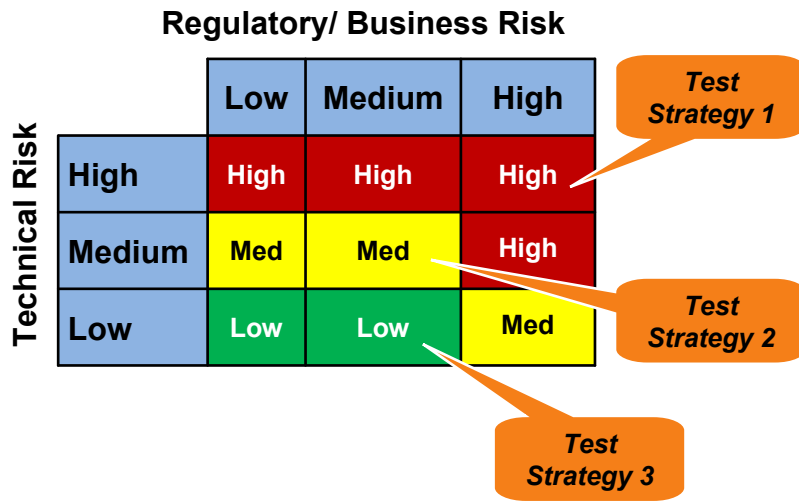 Regulatory/ Business Risk
Low Medium High
Test
Strategy 1
Technical Risk
High High High High
Medium Med Med High
Low Low Low Med
Test
Strategy 2
Test
Strategy 3